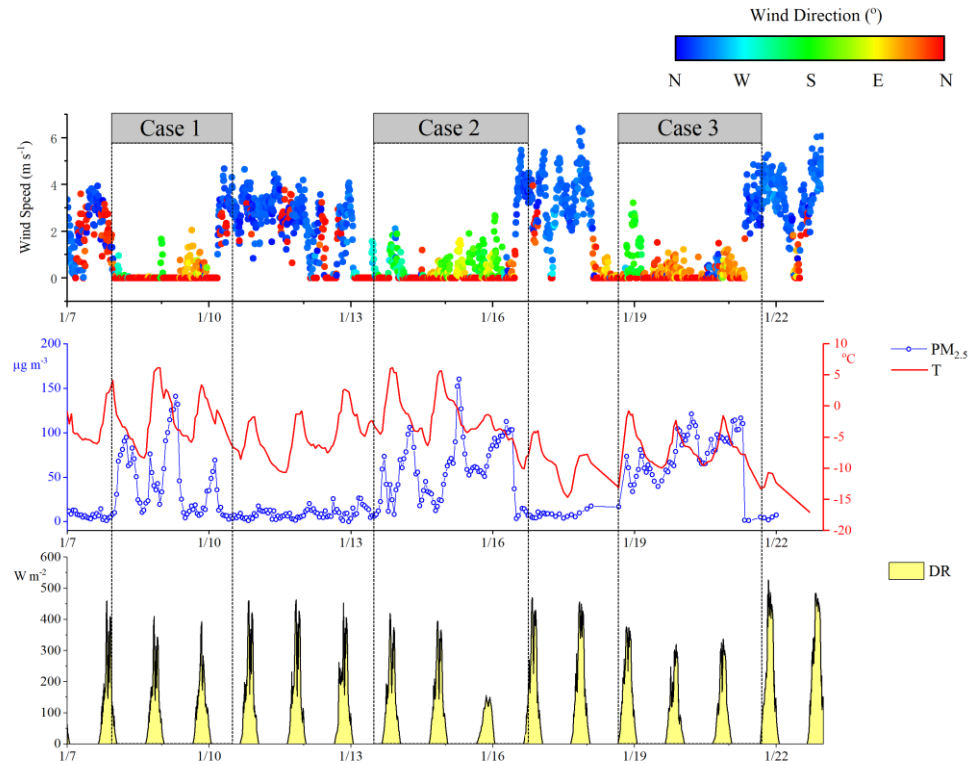 Wind Direction (º)
N W S E N
Case 1 Case 2 Case 3
Wind Speed (m s⁻¹)
6
4
2
0
1/7 1/10 1/13 1/16 1/19 1/22
µg m⁻³
200
150
100
50
0
10
5
0
-5
-10
-15
-20
ºC
PM₂.₅
T
1/7 1/10 1/13 1/16 1/19 1/22
W m⁻²
600
500
400
300
200
100
0
DR
1/7 1/10 1/13 1/16 1/19 1/22